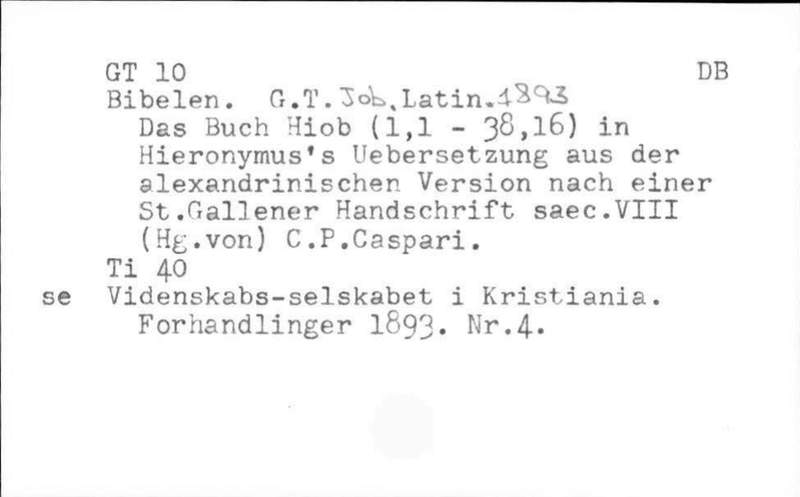 GT 10 DB
Bibelen. G.T. Job. Latin. 1893
Das Buch Hiob (1,1 - 38,16) in
Hieronymus's Uebersetzung aus der
alexandrinischen Version nach einer
St.Gallener Handschrift saec.VIII
(Hg.von) C.P.Caspari.
Ti 40
se Videnskabs-selskabet i Kristiania.
Forhandlinger 1893. Nr.4.